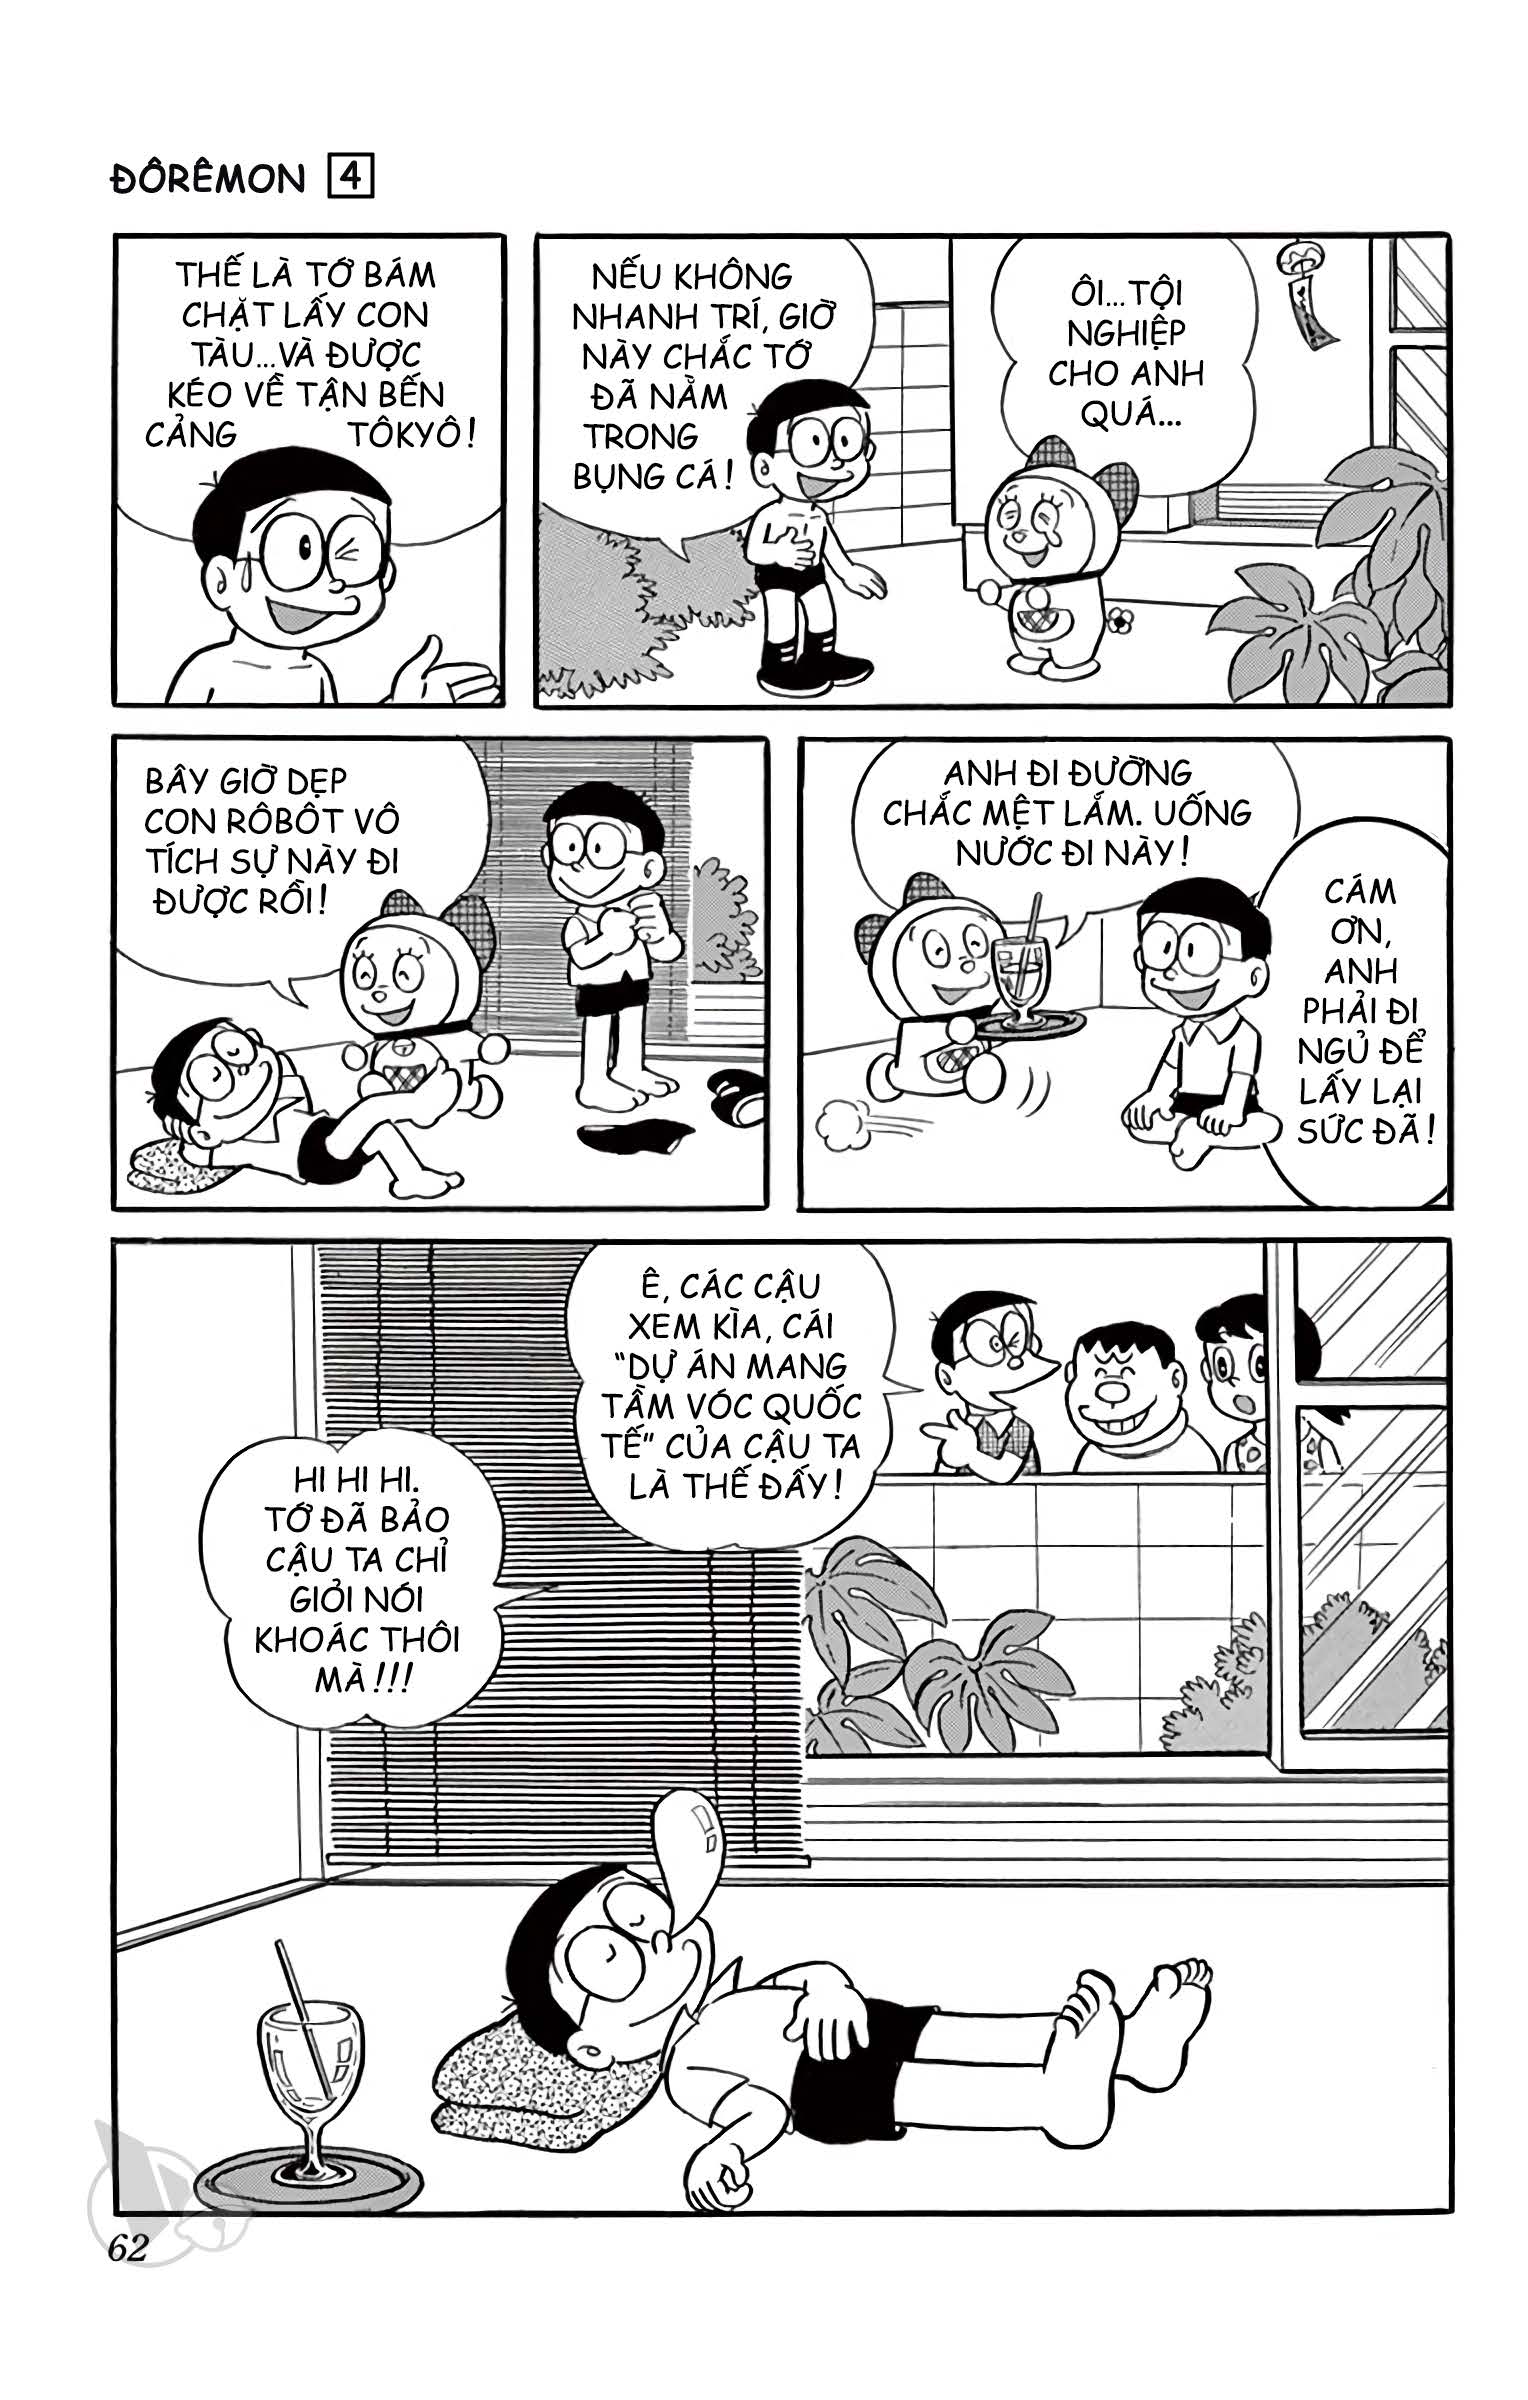 ĐÔRÊMON 4
THẾ LÀ TỚ BÁM
CHẶT LẤY CON
TÀU...VÀ ĐƯỢC
KÉO VỀ TẬN BẾN
CẢNG TÔKYÔ!
NẾU KHÔNG
NHANH TRÍ, GIỜ
NÀY CHẮC TỚ
ĐÃ NẰM
TRONG
BỤNG CÁ!
ÔI...TỘI
NGHIỆP
CHO ANH
QUÁ...
BÂY GIỜ DẸP
CON RÔBÔT VÔ
TÍCH SỰ NÀY ĐI
ĐƯỢC RỒI!
ANH ĐI ĐƯỜNG
CHẮC MỆT LẮM. UỐNG
NƯỚC ĐI NÀY!
CÁM
ƠN,
ANH
PHẢI ĐI
NGỦ ĐỂ
LẤY LẠI
SỨC ĐÃ!
Ê, CÁC CẬU
XEM KÌA, CÁI
“DỰ ÁN MANG
TẦM VÓC QUỐC
TẾ” CỦA CẬU TA
LÀ THẾ ĐẤY!
HI HI HI.
TỚ ĐÃ BẢO
CẬU TA CHỈ
GIỎI NÓI
KHOÁC THÔI
MÀ!!!
62